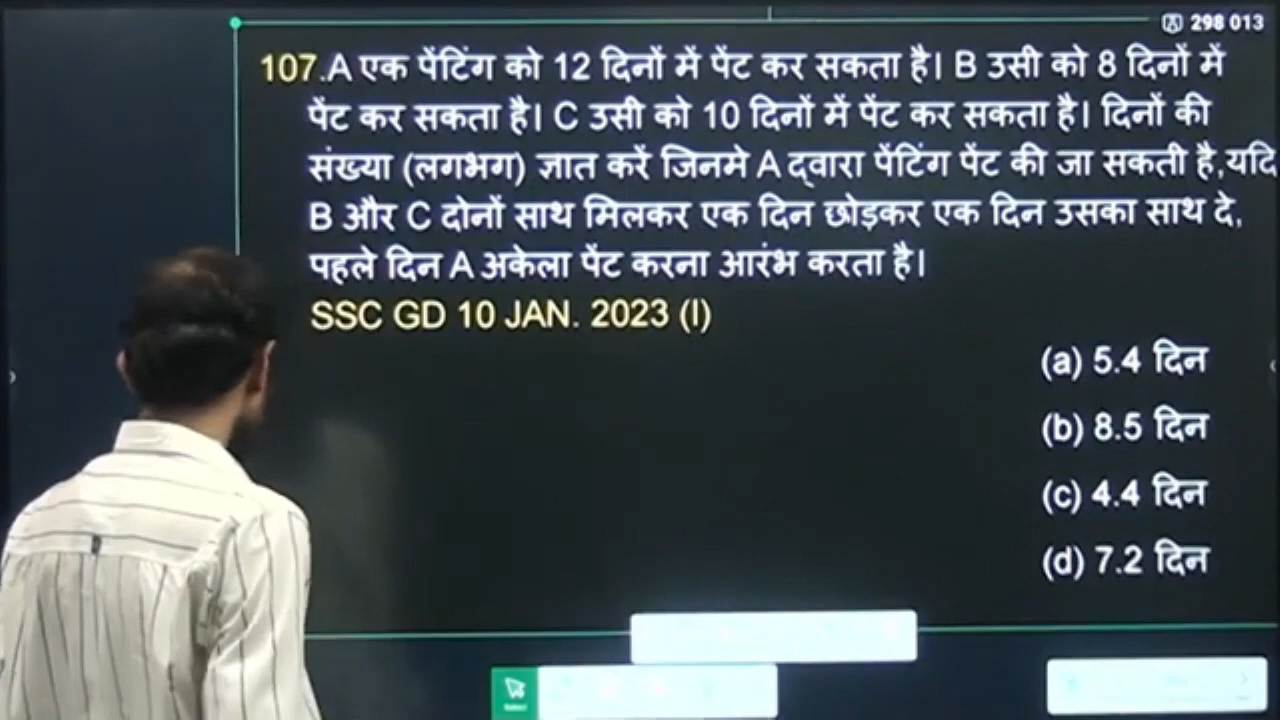 298 013
107.A एक पेंटिंग को 12 दिनों में पेंट कर सकता है। B उसी को 8 दिनों में
पेंट कर सकता है। C उसी को 10 दिनों में पेंट कर सकता है। दिनों की
संख्या (लगभग) ज्ञात करें जिनमे A द्वारा पेंटिंग पेंट की जा सकती है,यदि
B और C दोनों साथ मिलकर एक दिन छोड़कर एक दिन उसका साथ दे,
पहले दिन A अकेला पेंट करना आरंभ करता है।
SSC GD 10 JAN. 2023 (I)
(a) 5.4 दिन
(b) 8.5 दिन
(c) 4.4 दिन
(d) 7.2 दिन